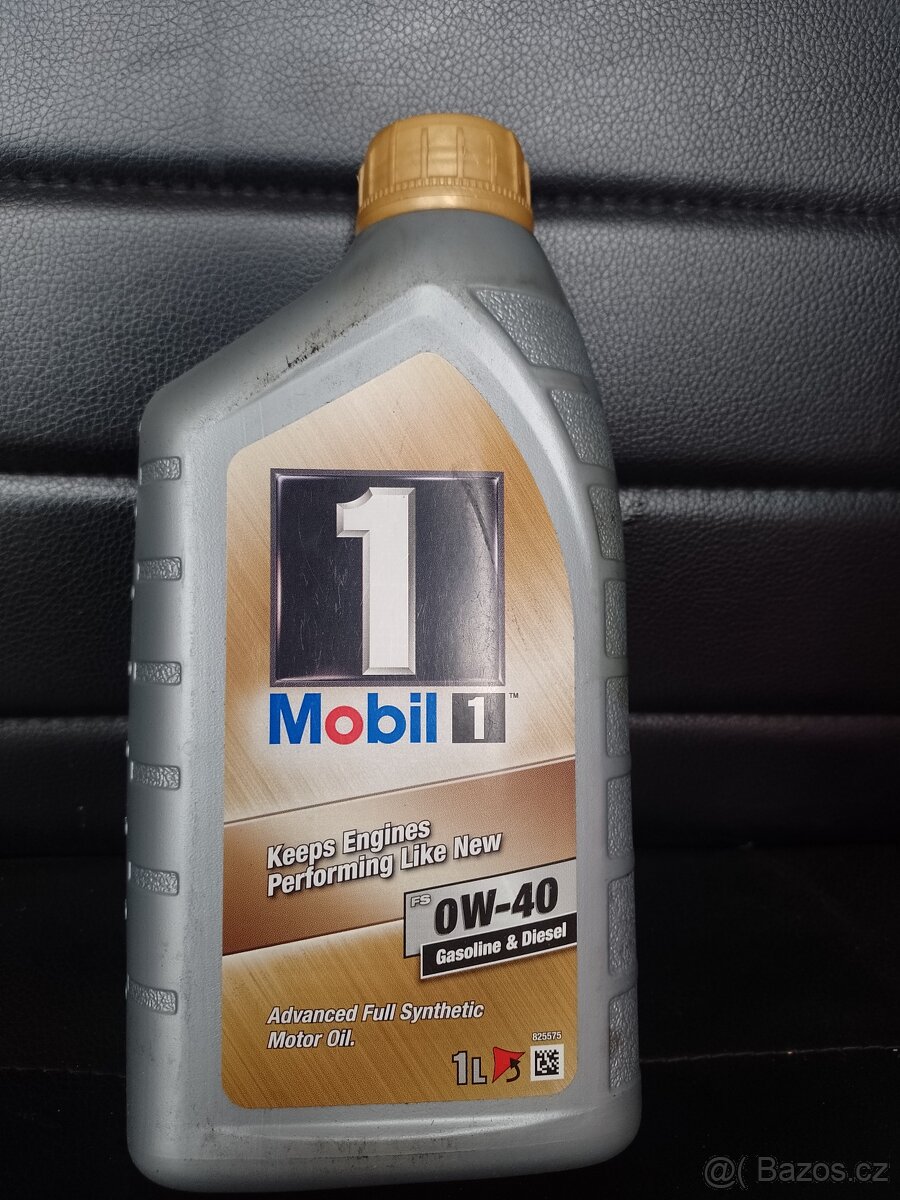 1
Mobil 1™
Keeps Engines
Performing Like New
FS 0W-40
Gasoline & Diesel
Advanced Full Synthetic
Motor Oil.
825575
1L
@( Bazos.cz